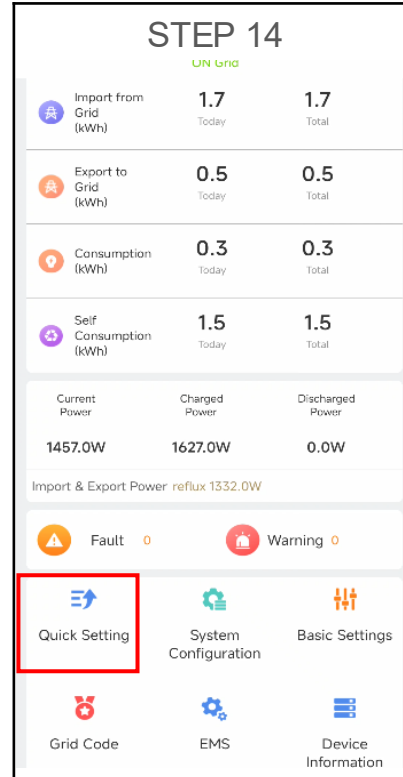 STEP 14
ON Grid
Import from
Grid
(kWh)
1.7
Today
1.7
Total
Export to
Grid
(kWh)
0.5
Today
0.5
Total
Consumption
(kWh)
0.3
Today
0.3
Total
Self
Consumption
(kWh)
1.5
Today
1.5
Total
Current
Power
Charged
Power
Discharged
Power
1457.0W
1627.0W
0.0W
Import & Export Power reflux 1332.0W
Fault 0
Warning 0
Quick Setting
System
Configuration
Basic Settings
Grid Code
EMS
Device
Information